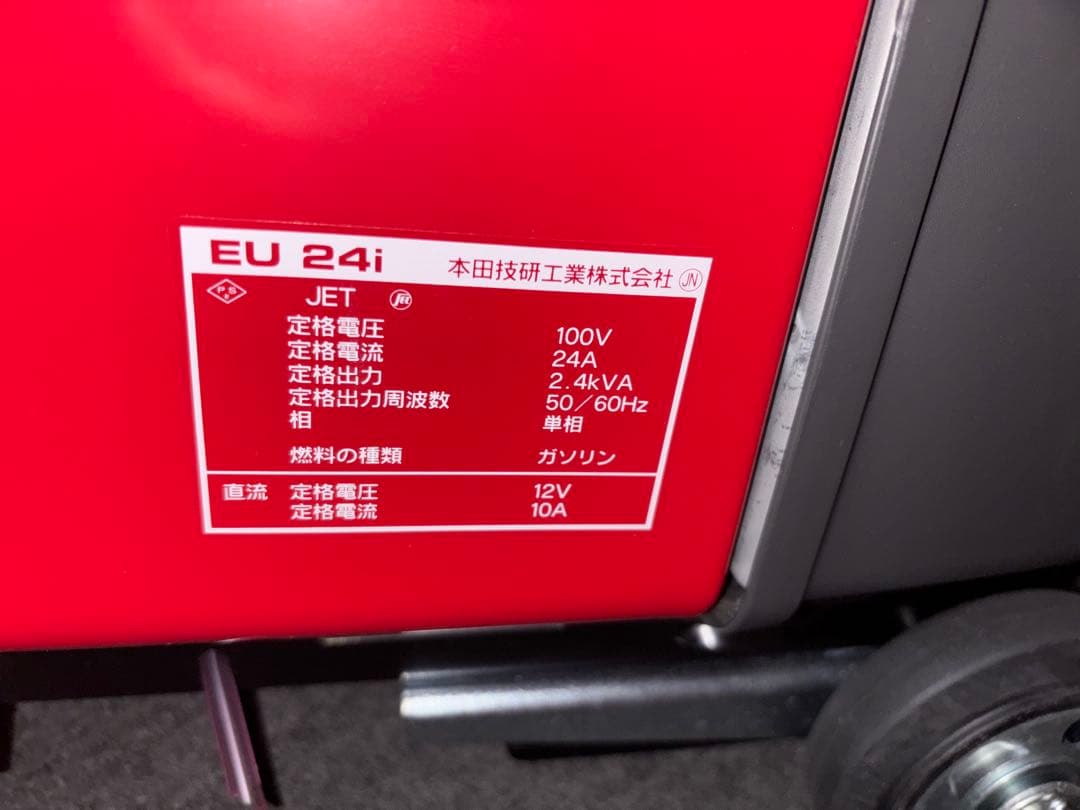 EU 24i 本田技研工業株式会社 JN
PSE JET JET
定格電圧 100V
定格電流 24A
定格出力 2.4kVA
定格出力周波数 50/60Hz
相 単相
燃料の種類 ガソリン
直流 定格電圧 12V
定格電流 10A